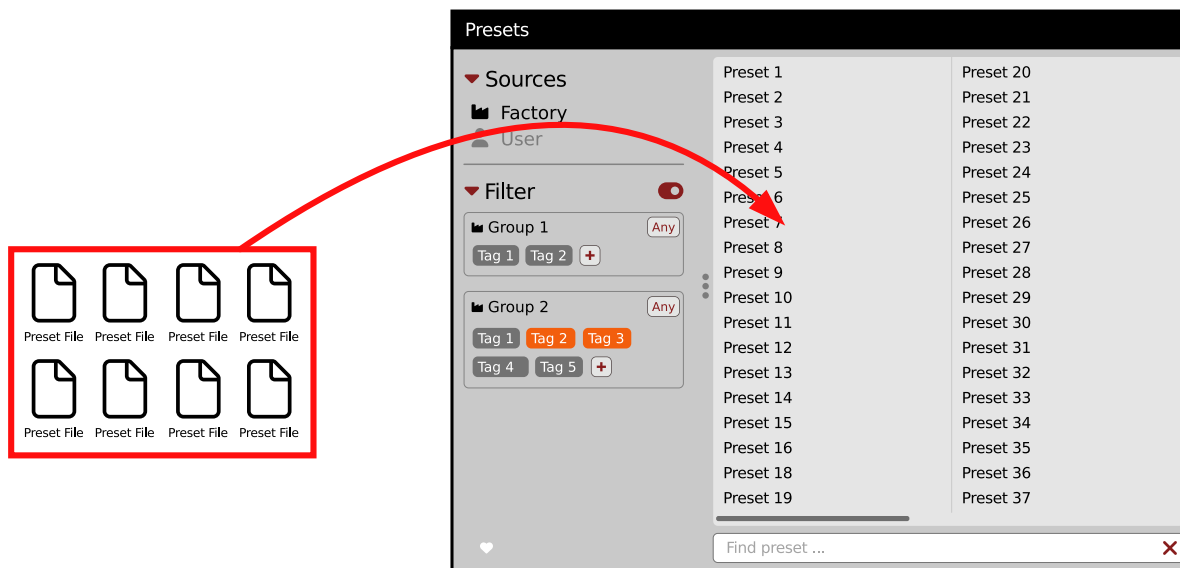 Presets
Sources
Factory
User
Filter
Group 1 Any
Tag 1 Tag 2 +
Group 2 Any
Tag 1 Tag 2 Tag 3
Tag 4 Tag 5 +
Preset 1
Preset 2
Preset 3
Preset 4
Preset 5
Preset 6
Preset 7
Preset 8
Preset 9
Preset 10
Preset 11
Preset 12
Preset 13
Preset 14
Preset 15
Preset 16
Preset 18
Preset 19
Preset 20
Preset 21
Preset 22
Preset 23
Preset 24
Preset 25
Preset 26
Preset 27
Preset 28
Preset 29
Preset 30
Preset 31
Preset 32
Preset 33
Preset 34
Preset 35
Preset 36
Preset 37
Find preset ...
Preset File Preset File Preset File Preset File
Preset File Preset File Preset File Preset File